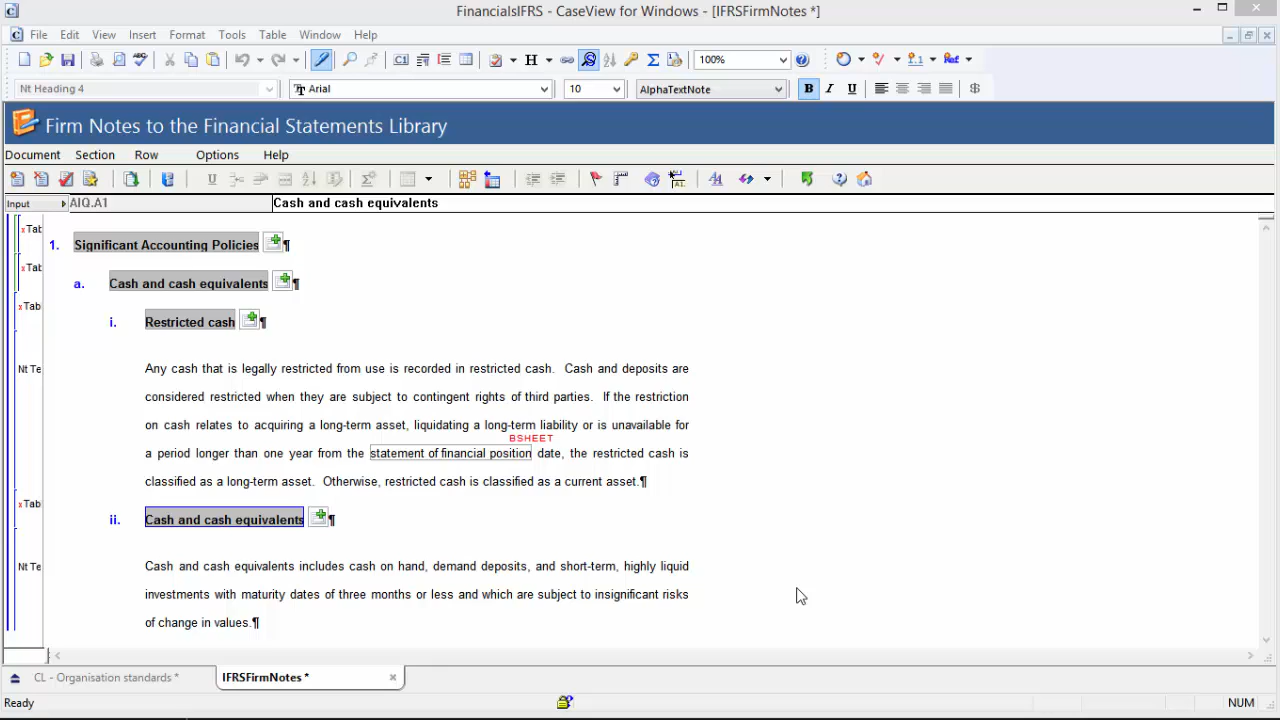 FinancialsIFRS - CaseView for Windows - [IFRSFirmNotes *]
File Edit View Insert Format Tools Table Window Help
100%
Nt Heading 4 Arial 10 AlphaTextNote B I U
Firm Notes to the Financial Statements Library
Document Section Row Options Help
Input AIQ.A1 Cash and cash equivalents
x Tab
1. Significant Accounting Policies ¶
x Tab
a. Cash and cash equivalents ¶
x Tab
i. Restricted cash ¶
Nt Te Any cash that is legally restricted from use is recorded in restricted cash. Cash and deposits are
considered restricted when they are subject to contingent rights of third parties. If the restriction
on cash relates to acquiring a long-term asset, liquidating a long-term liability or is unavailable for
BSHEET
a period longer than one year from the statement of financial position date, the restricted cash is
classified as a long-term asset. Otherwise, restricted cash is classified as a current asset.¶
x Tab
ii. Cash and cash equivalents ¶
Nt Te Cash and cash equivalents includes cash on hand, demand deposits, and short-term, highly liquid
investments with maturity dates of three months or less and which are subject to insignificant risks
of change in values.¶
CL - Organisation standards * IFRSFirmNotes *
Ready NUM